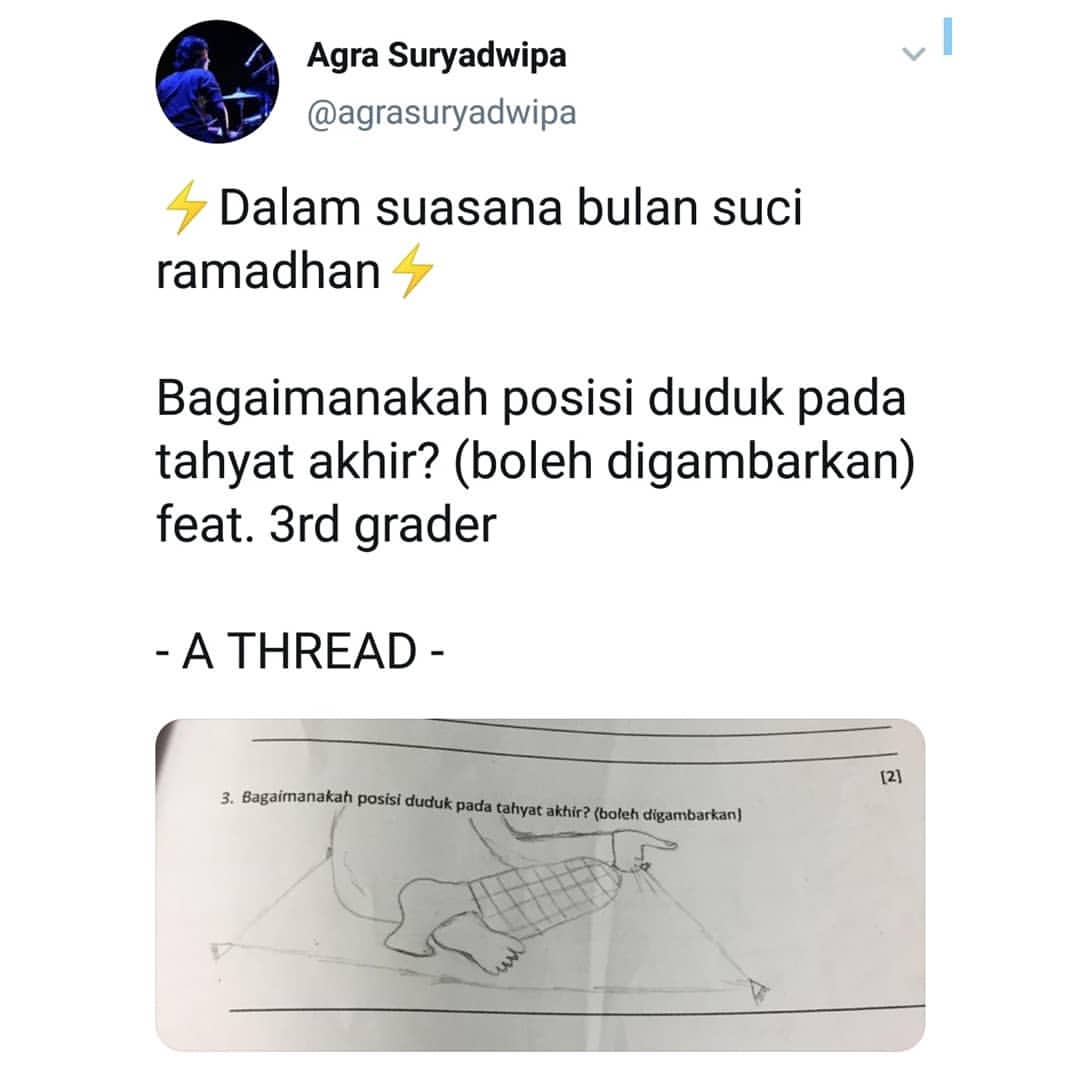 Agra Suryadwipa
@agrasuryadwipa
⚡Dalam suasana bulan suci
ramadhan⚡
Bagaimanakah posisi duduk pada
tahyat akhir? (boleh digambarkan)
feat. 3rd grader
- A THREAD -
[2]
3. Bagaimanakah posisi duduk pada tahyat akhir? (boleh digambarkan)